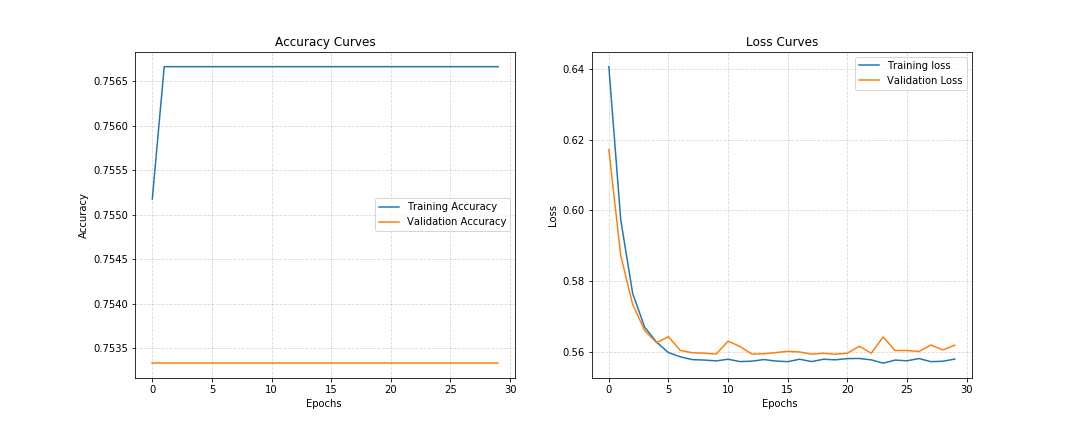 Accuracy Curves
0.7565
0.7560
0.7555
0.7550
0.7545
0.7540
0.7535
Accuracy
Training Accuracy
Validation Accuracy
0 5 10 15 20 25 30
Epochs
Loss Curves
0.64
0.62
0.60
0.58
0.56
Loss
Training loss
Validation Loss
0 5 10 15 20 25 30
Epochs